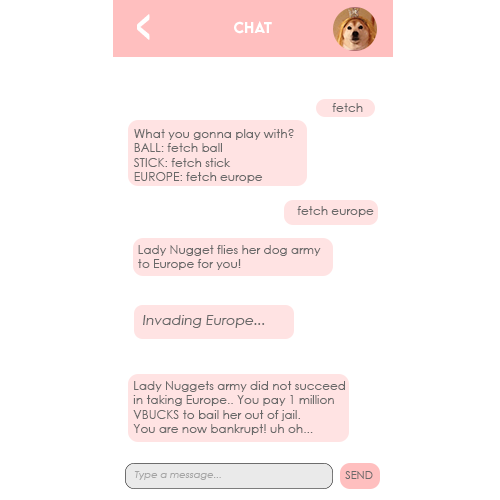 CHAT
fetch
What you gonna play with?
BALL: fetch ball
STICK: fetch stick
EUROPE: fetch europe
fetch europe
Lady Nugget flies her dog army
to Europe for you!
Invading Europe...
Lady Nuggets army did not succeed
in taking Europe.. You pay 1 million
VBUCKS to bail her out of jail.
You are now bankrupt! uh oh...
Type a message...
SEND